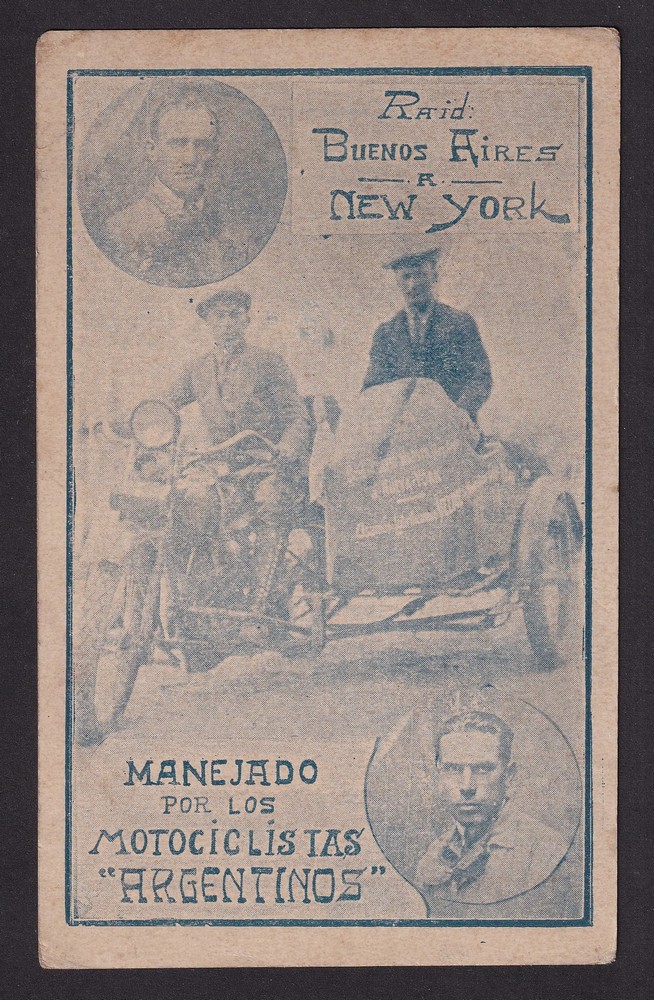 Raid:
BUENOS AIRES
A
NEW YORK
MANEJADO
POR LOS
MOTOCICLISTAS
"ARGENTINOS"